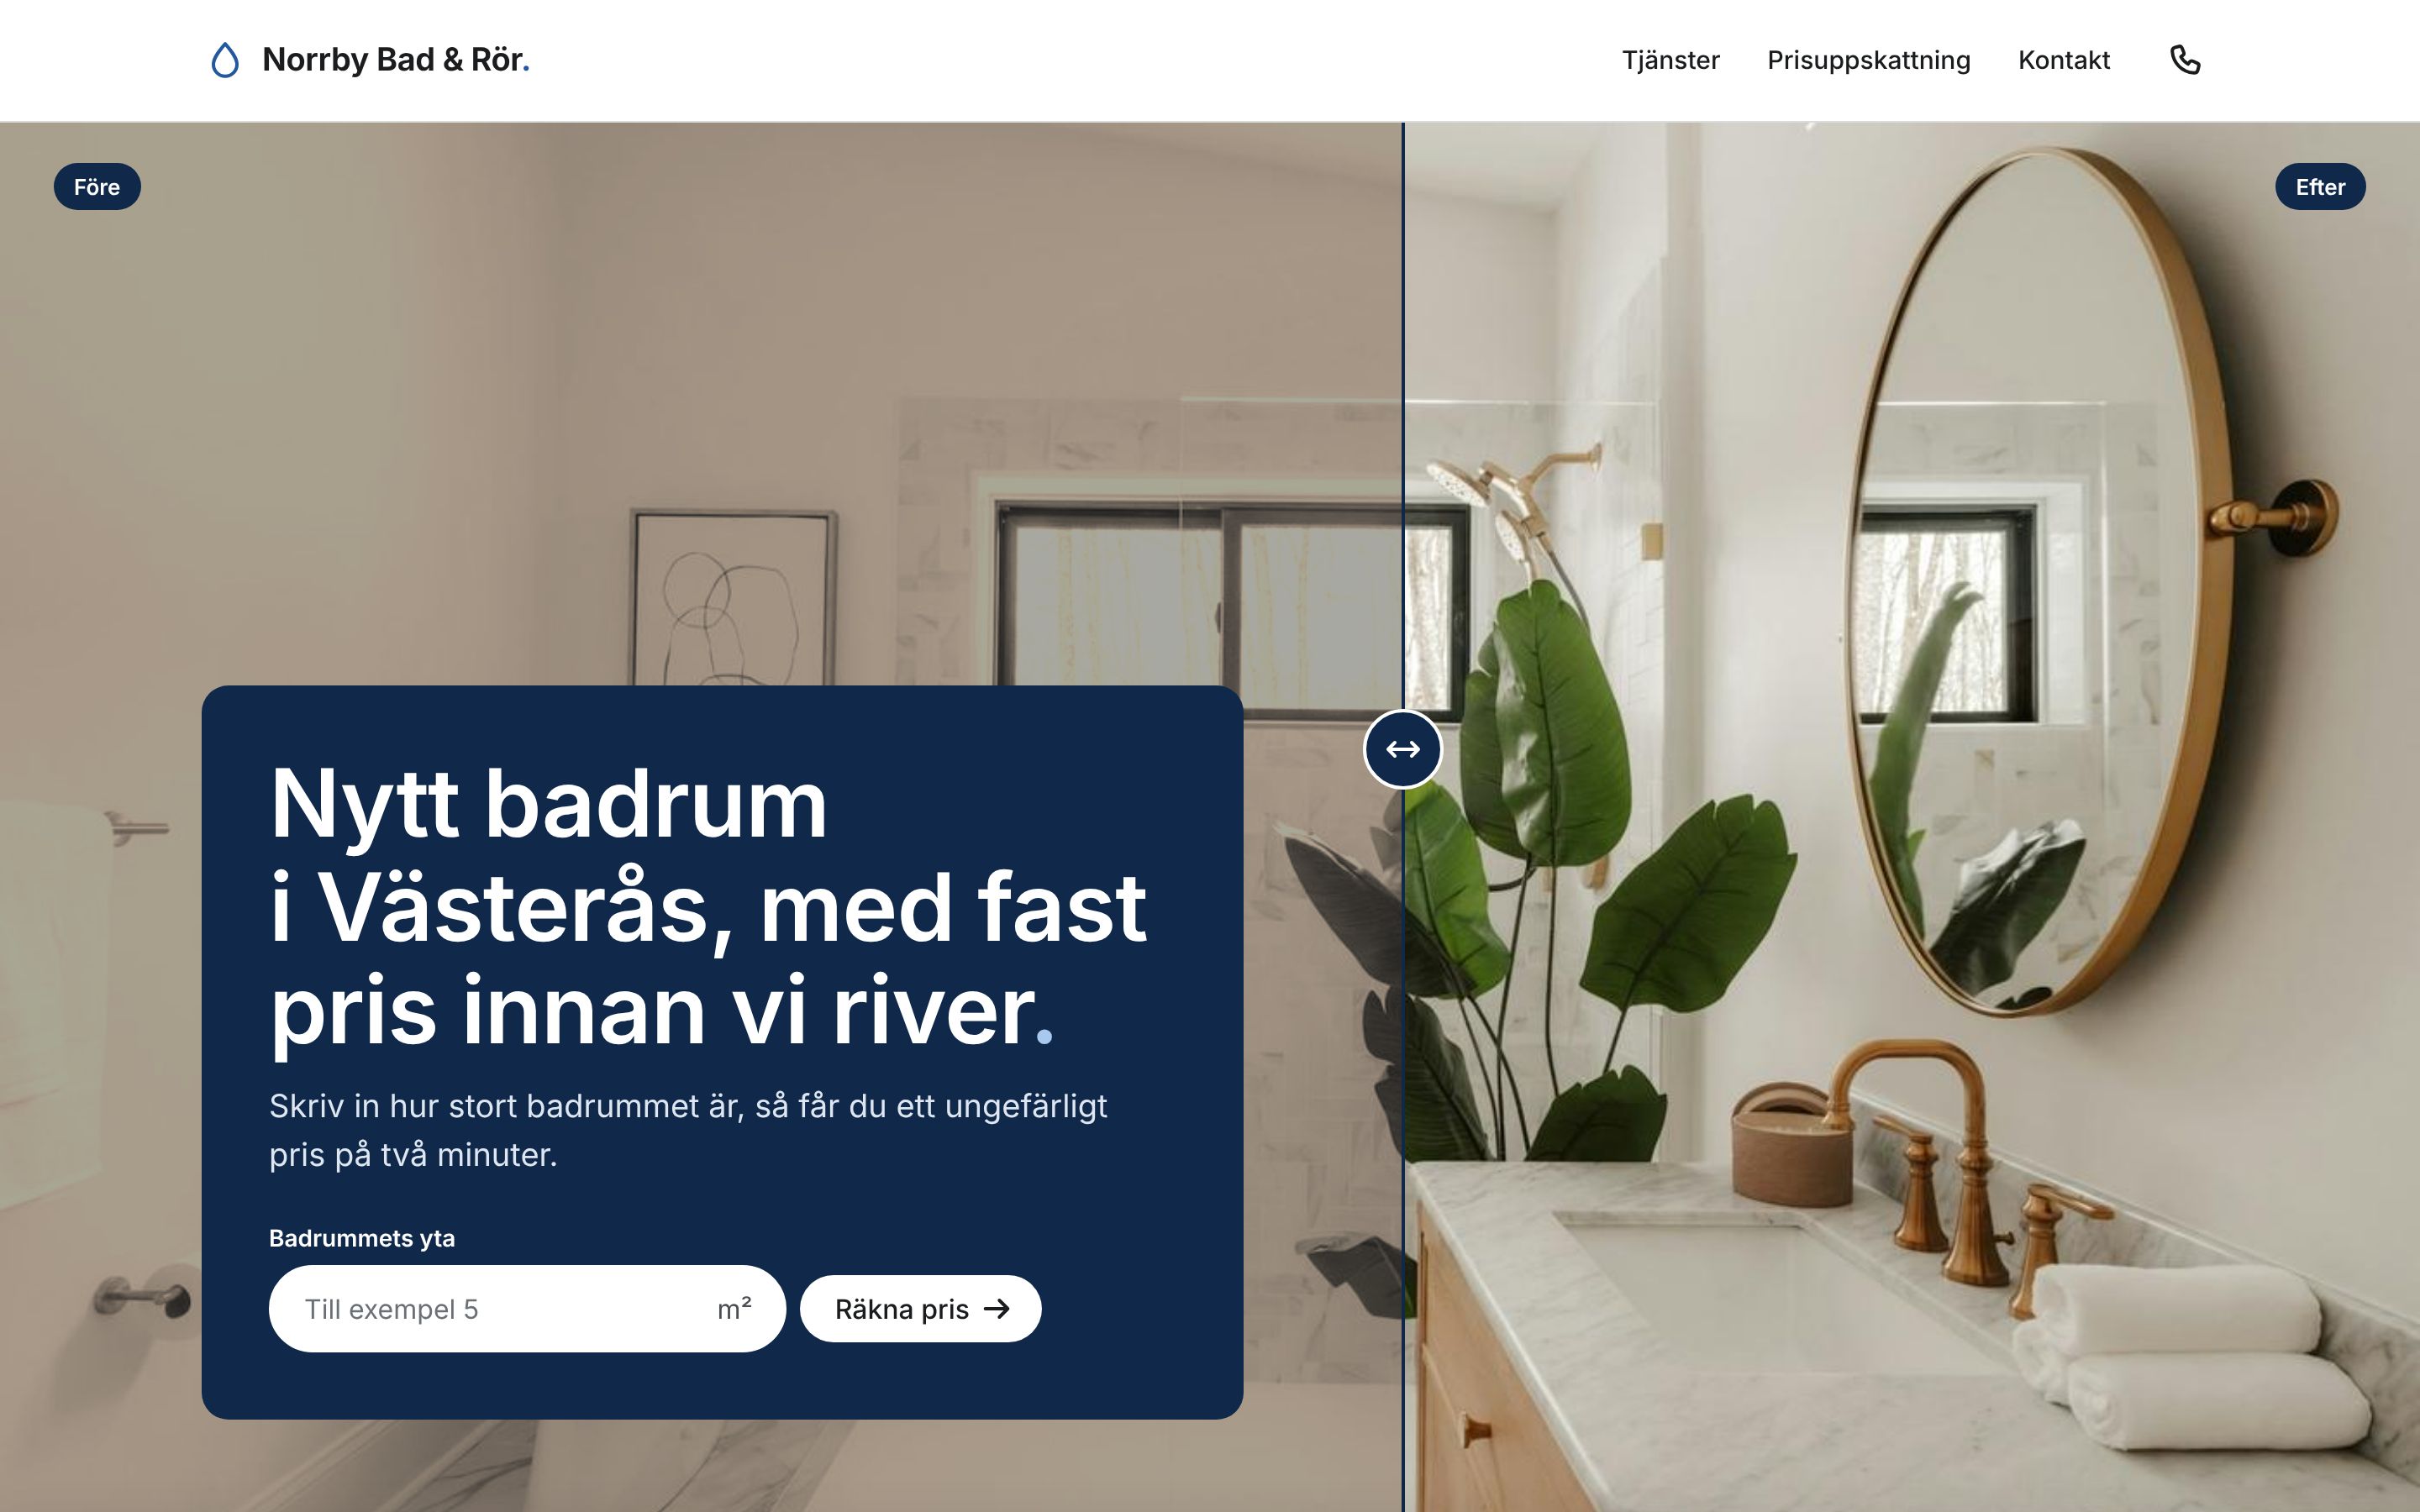 Norrby Bad & Rör.
Tjänster
Prisuppskattning
Kontakt
Före
Efter
Nytt badrum
i Västerås, med fast
pris innan vi river.
Skriv in hur stort badrummet är, så får du ett ungefärligt
pris på två minuter.
Badrummets yta
Till exempel 5 m²
Räkna pris →